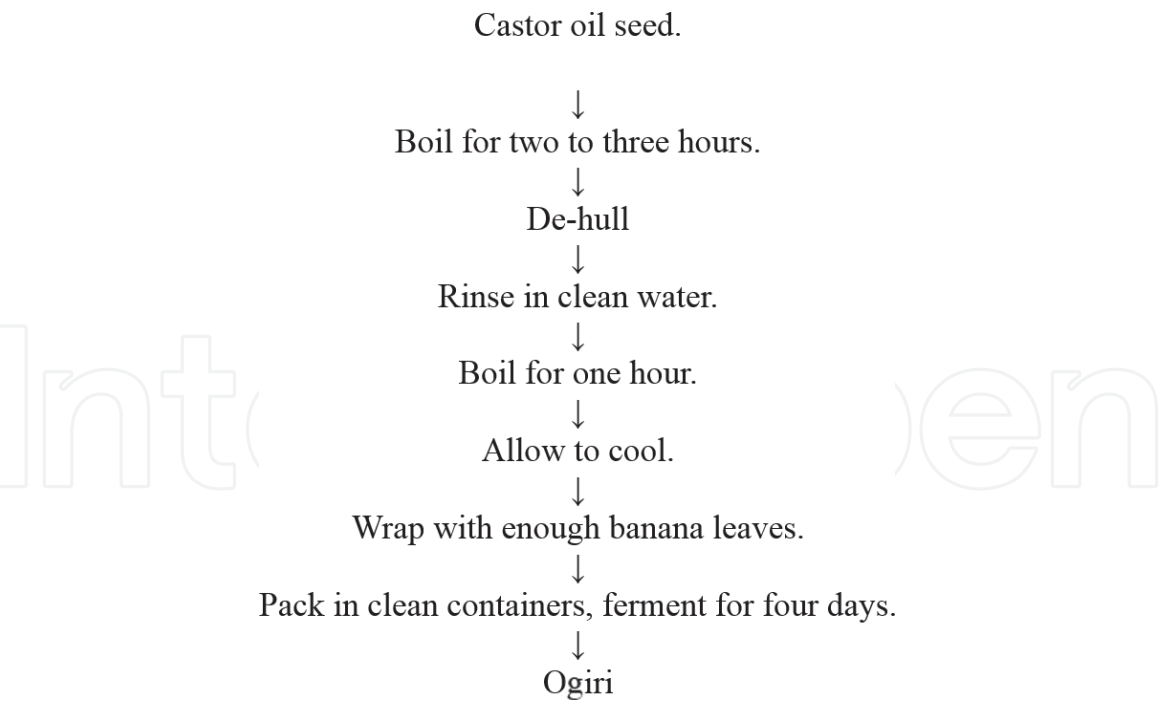 Castor oil seed.
↓
Boil for two to three hours.
↓
De-hull
↓
Rinse in clean water.
↓
Boil for one hour.
↓
Allow to cool.
↓
Wrap with enough banana leaves.
↓
Pack in clean containers, ferment for four days.
↓
Ogiri